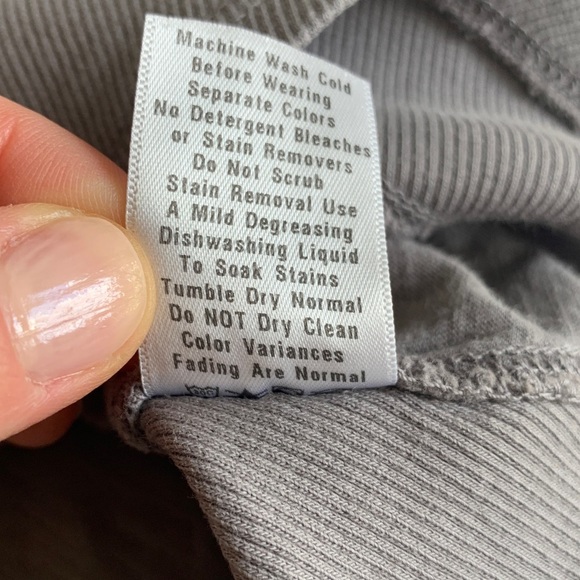 Machine Wash Cold
Before Wearing
Separate Colors
No Detergent Bleaches
or Stain Removers
Do Not Scrub
Stain Removal Use
A Mild Degreasing
Dishwashing Liquid
To Soak Stains
Tumble Dry Normal
Do NOT Dry Clean
Color Variances
Fading Are Normal